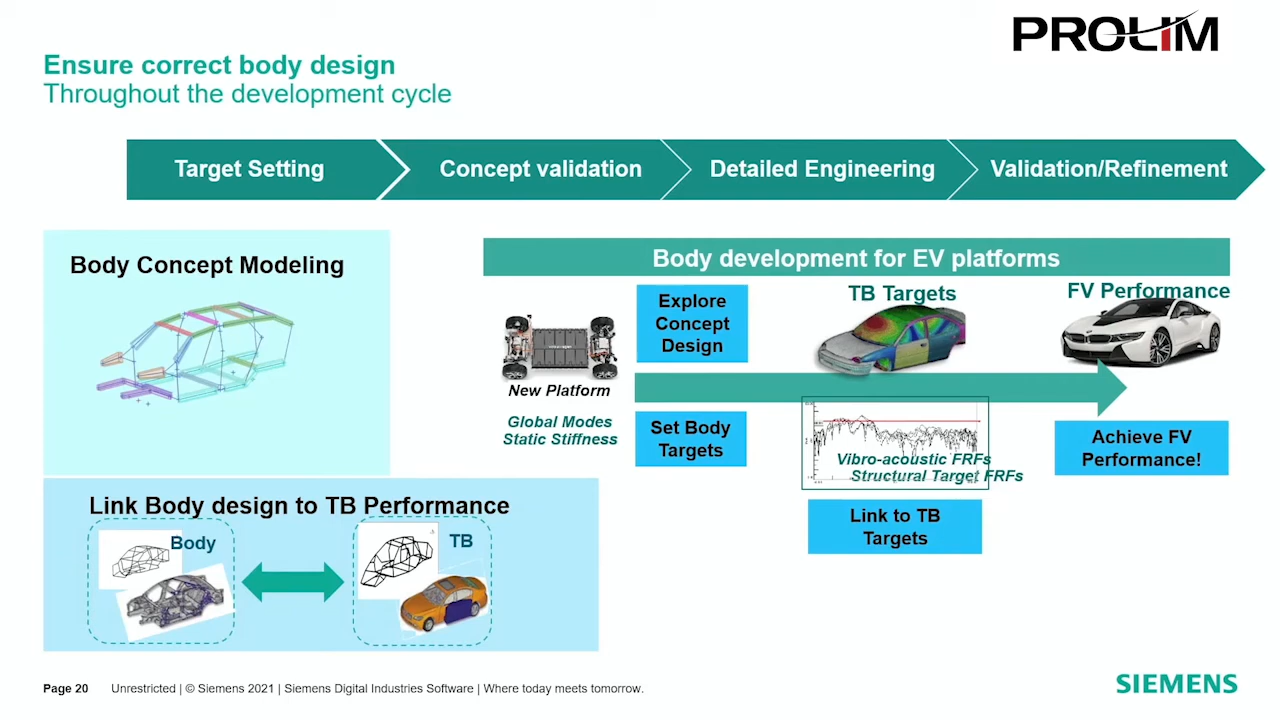 PROLIM
Ensure correct body design
Throughout the development cycle
Target Setting
Concept validation
Detailed Engineering
Validation/Refinement
Body Concept Modeling
Body development for EV platforms
New Platform
Global Modes
Static Stiffness
Explore
Concept
Design
Set Body
Targets
TB Targets
Vibro-acoustic FRFs
Structural Target FRFs
Link to TB
Targets
FV Performance
Achieve FV
Performance!
Link Body design to TB Performance
Body
TB
Page 20
Unrestricted | © Siemens 2021 | Siemens Digital Industries Software | Where today meets tomorrow.
SIEMENS